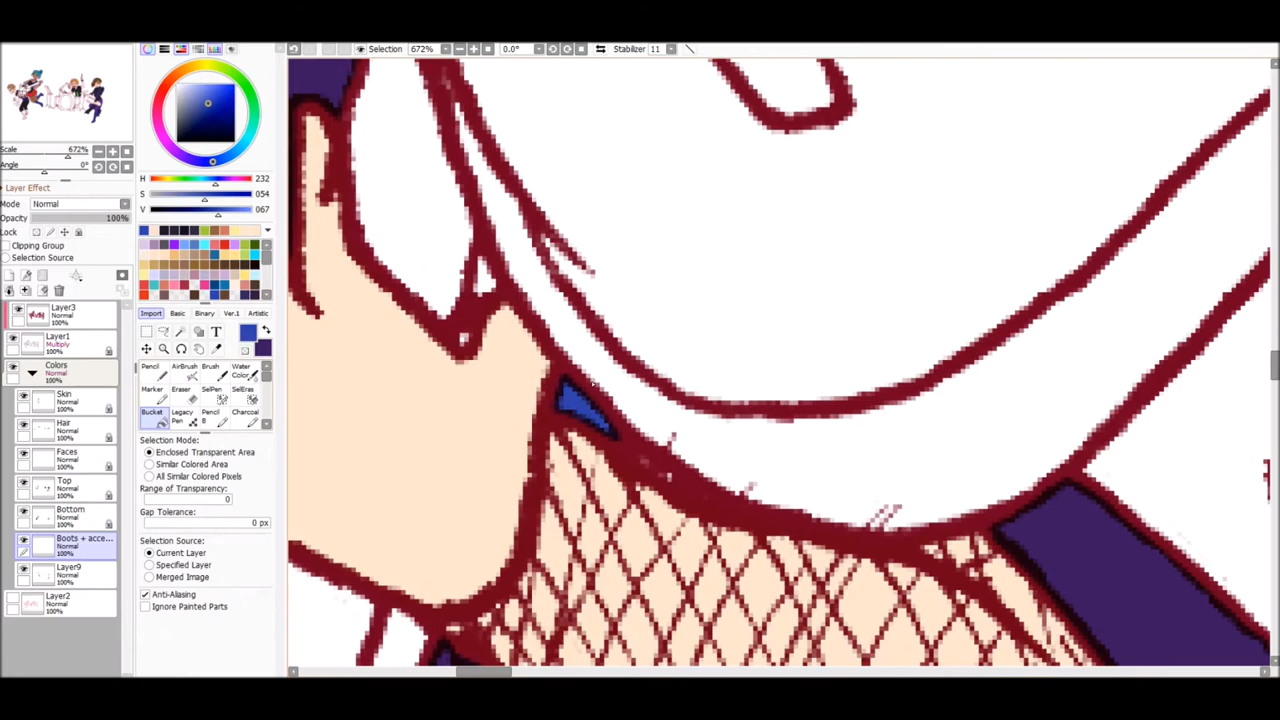 Selection 672% 0.0° Stabilizer 11
Scale 672%
Angle 0°
Layer Effect
Mode Normal
Opacity 100%
Lock
Clipping Group
Selection Source
Layer3
Normal
100%
Layer1
Multiply
100%
Colors
Normal
100%
Skin
Normal
100%
Hair
Normal
100%
Faces
Normal
100%
Top
Normal
100%
Bottom
Normal
100%
Boots + acce...
Normal
100%
Layer9
Normal
100%
Layer2
Normal
100%
H 232
S 054
V 067
Import Basic Binary Ver.1 Artistic
T
Pencil AirBrush Brush Water Color
Marker Eraser SelPen SelEras
Bucket Legacy Pen Pencil B Charcoal
Selection Mode:
Enclosed Transparent Area
Similar Colored Area
All Similar Colored Pixels
Range of Transparency:
0
Gap Tolerance:
0 px
Selection Source:
Current Layer
Specified Layer
Merged Image
Anti-Aliasing
Ignore Painted Parts